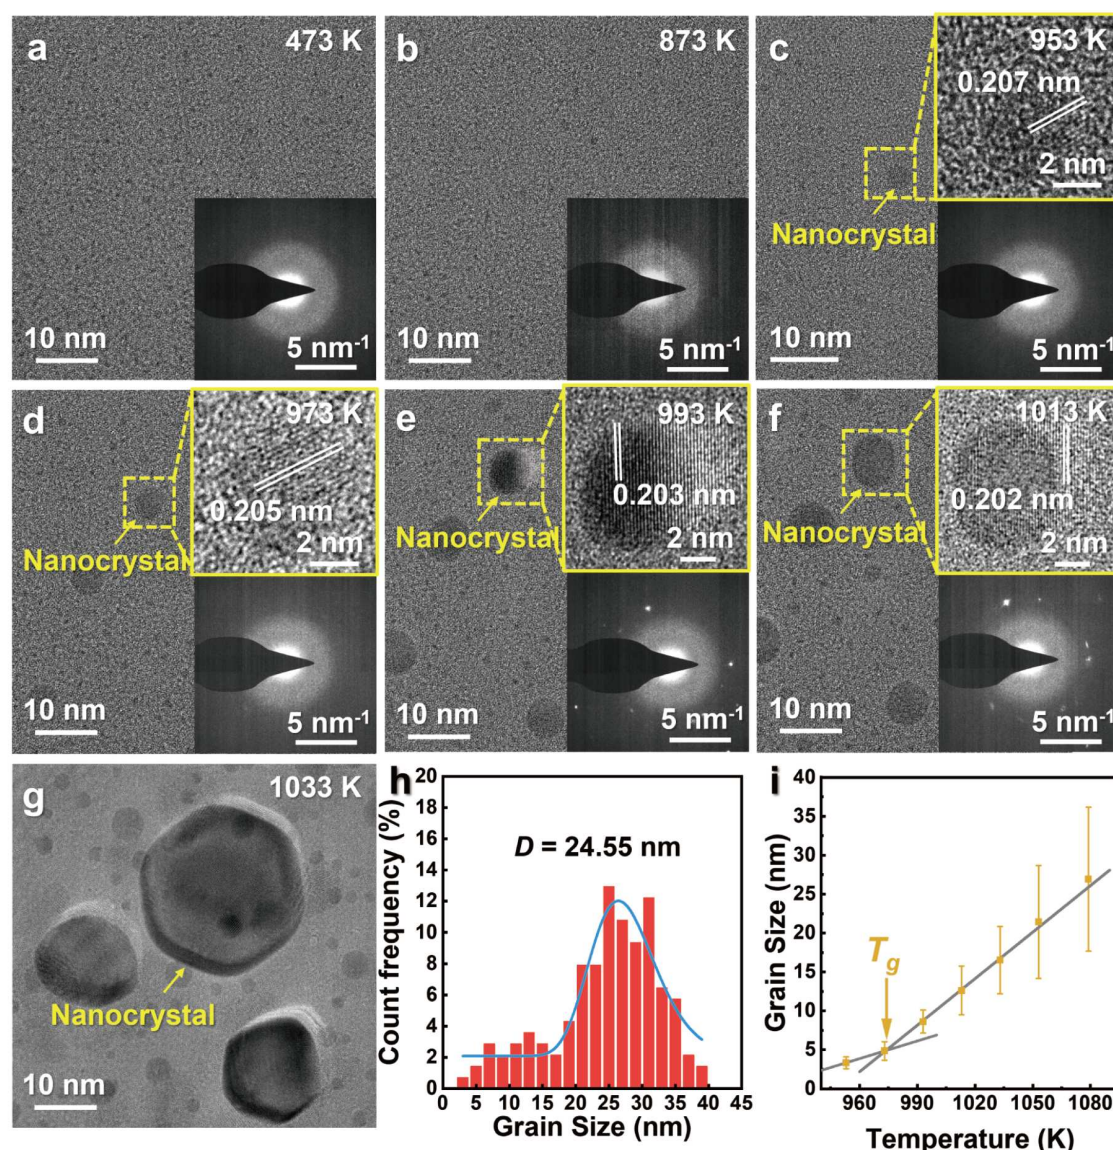 a
473 K
10 nm
5 nm-1
b
873 K
10 nm
5 nm-1
c
953 K
0.207 nm
2 nm
Nanocrystal
10 nm
5 nm-1
d
973 K
0.205 nm
2 nm
Nanocrystal
10 nm
5 nm-1
e
993 K
0.203 nm
2 nm
Nanocrystal
10 nm
5 nm-1
f
1013 K
0.202 nm
2 nm
Nanocrystal
10 nm
5 nm-1
g
1033 K
Nanocrystal
10 nm
h
D = 24.55 nm
Count frequency (%)
20
18
16
14
12
10
8
6
4
2
0
0 5 10 15 20 25 30 35 40 45
Grain Size (nm)
i
Tg
Grain Size (nm)
40
35
30
25
20
15
10
5
0
960 990 1020 1050 1080
Temperature (K)